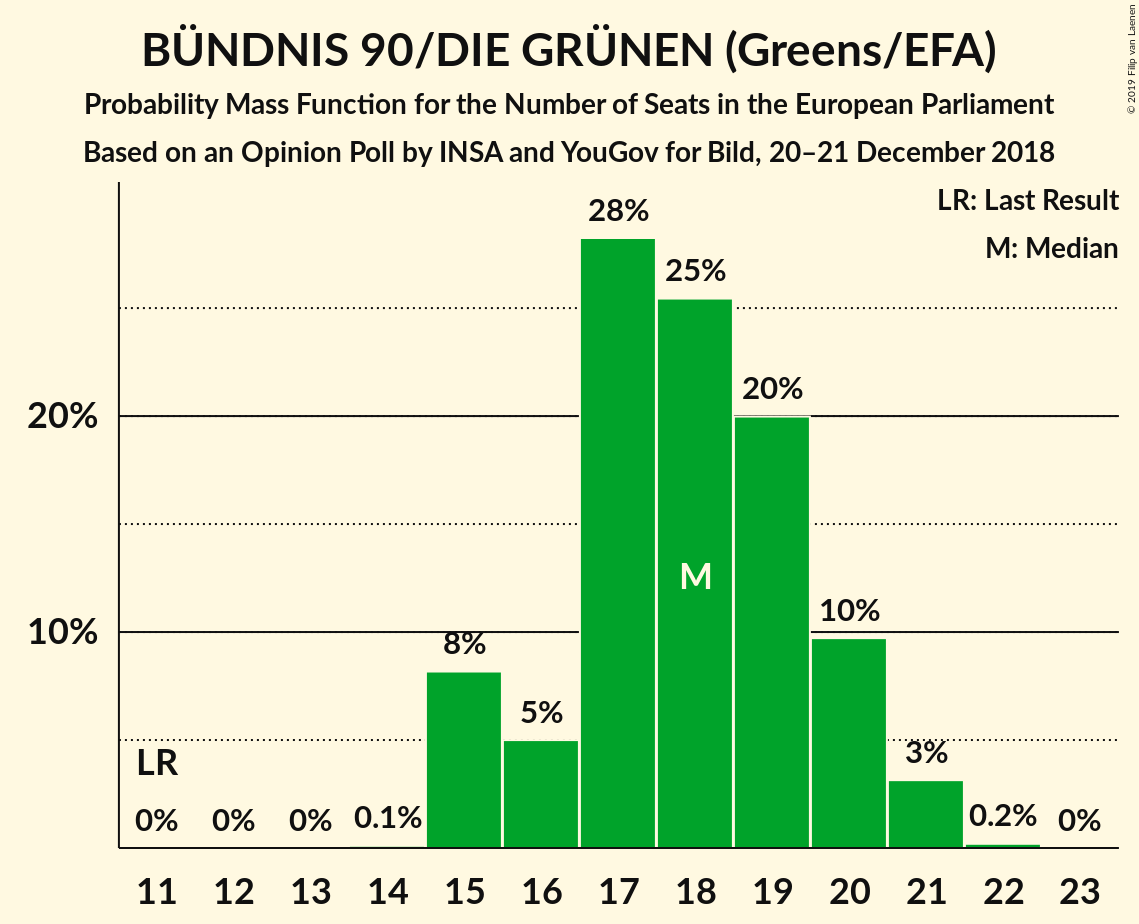 BÜNDNIS 90/DIE GRÜNEN (Greens/EFA)
Probability Mass Function for the Number of Seats in the European Parliament
Based on an Opinion Poll by INSA and YouGov for Bild, 20–21 December 2018
© 2019 Filip van Laenen
LR: Last Result
M: Median
28%
25%
20%
20%
M
10%
10%
8%
5%
3%
LR
0% 0% 0% 0.1% 0.2% 0%
11 12 13 14 15 16 17 18 19 20 21 22 23